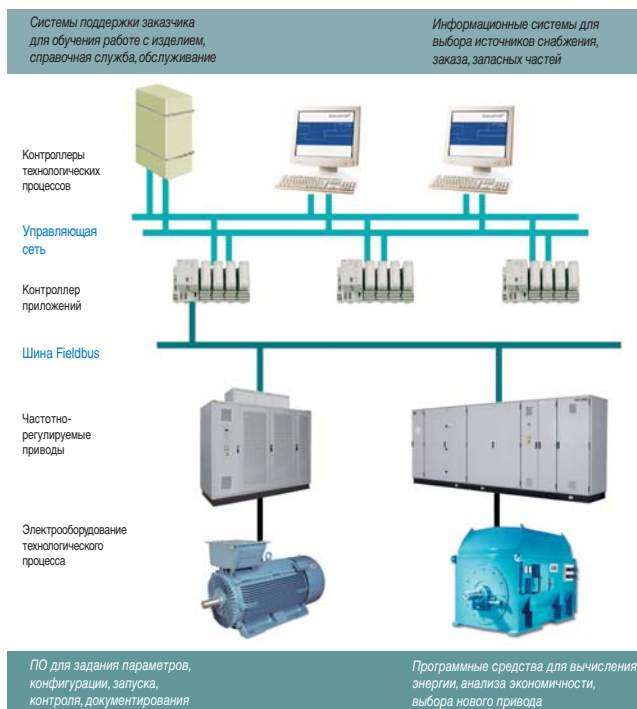 Системы поддержки заказчика
для обучения работе с изделием,
справочная служба, обслуживание
Информационные системы для
выбора источников снабжения,
заказа, запасных частей
Контроллеры
технологических
процессов
Управляющая
сеть
Контроллер
приложений
Шина Fieldbus
Частотно-
регулируемые
приводы
Электрооборудование
технологического
процесса
ПО для задания параметров,
конфигурации, запуска,
контроля, документирования
Программные средства для вычисления
энергии, анализа экономичности,
выбора нового привода